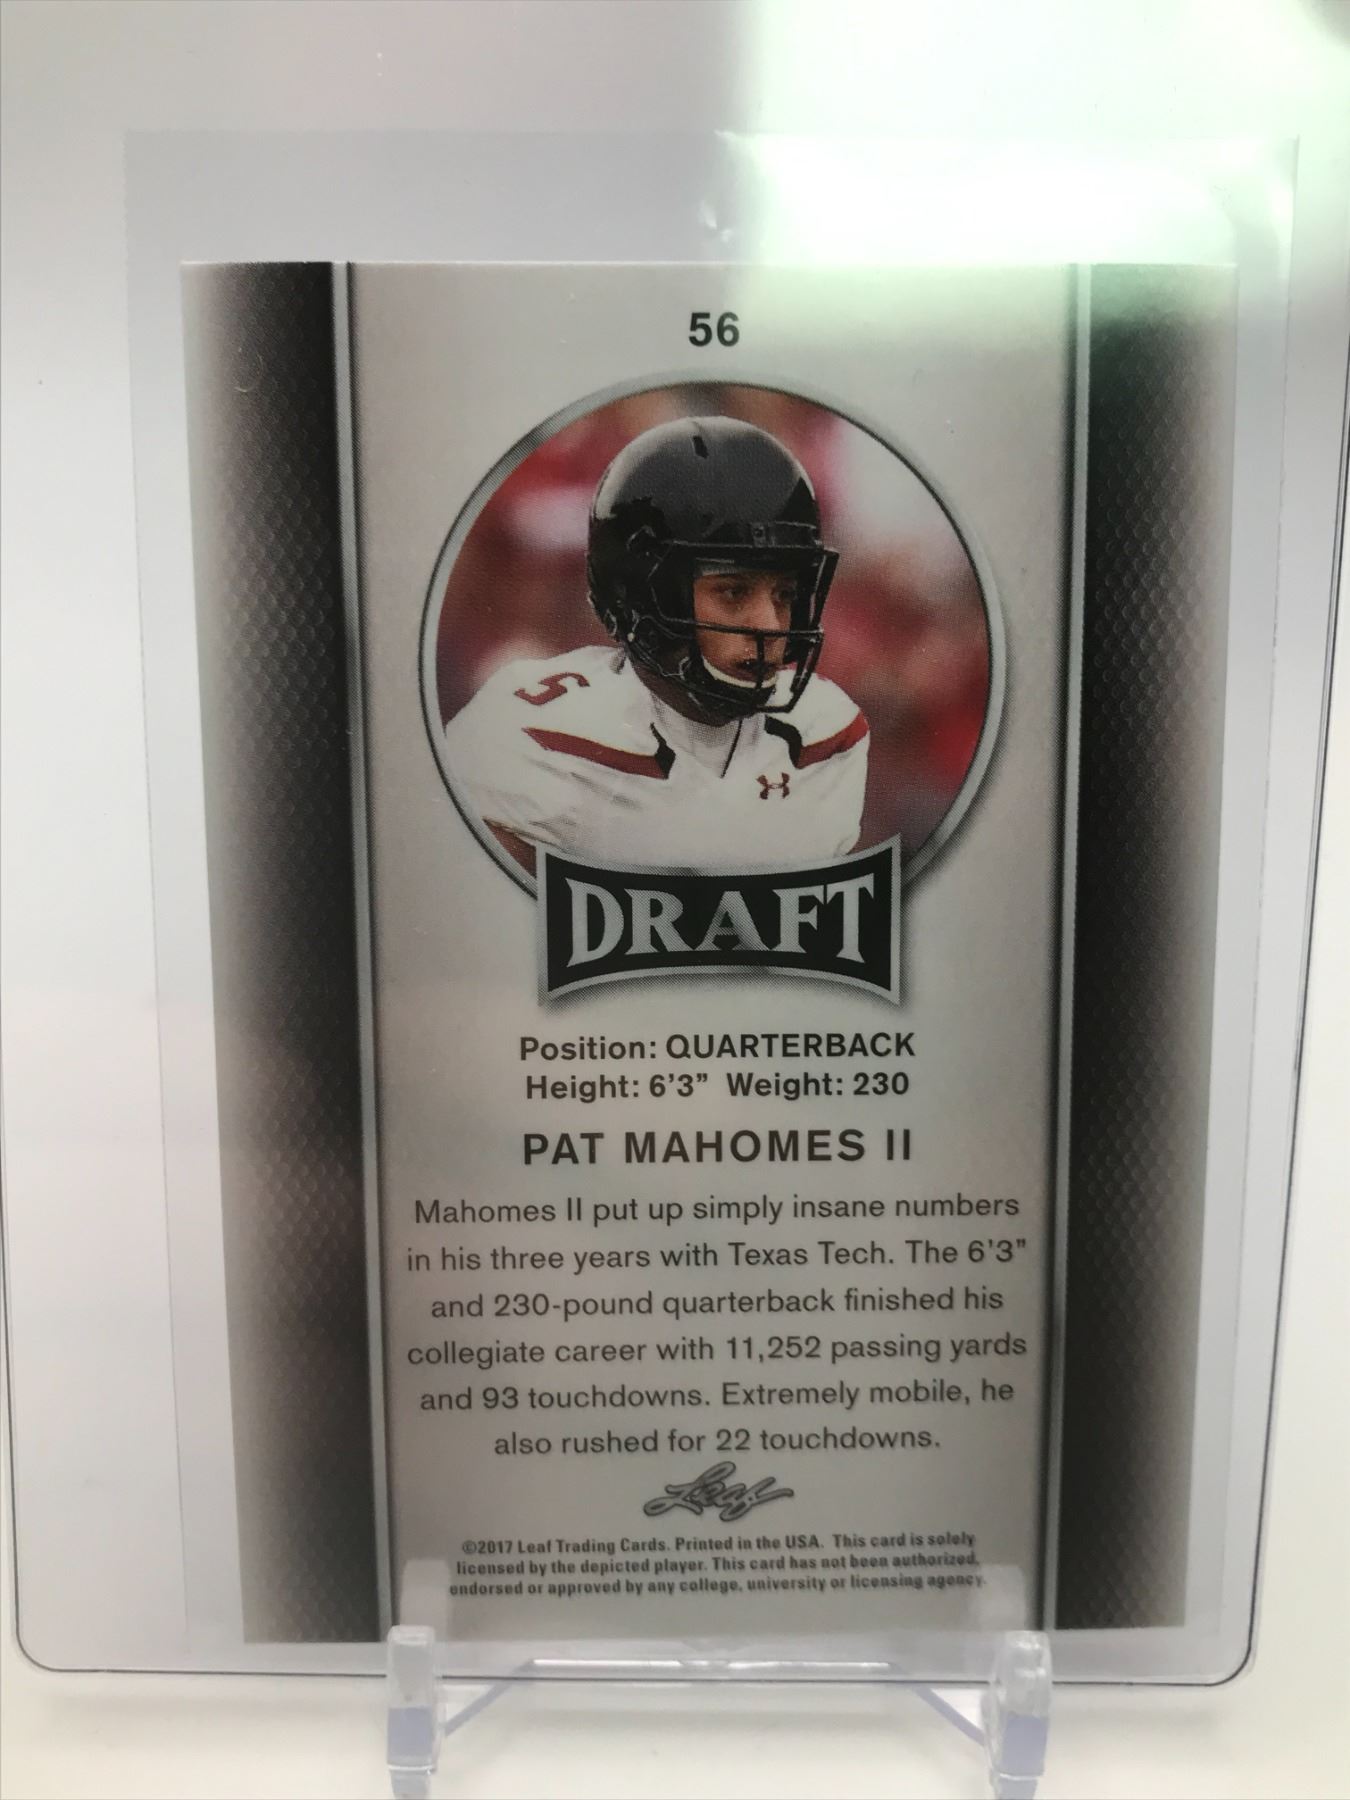 56
5
DRAFT
Position: QUARTERBACK
Height: 6'3" Weight: 230
PAT MAHOMES II
Mahomes II put up simply insane numbers
in his three years with Texas Tech. The 6'3"
and 230-pound quarterback finished his
collegiate career with 11,252 passing yards
and 93 touchdowns. Extremely mobile, he
also rushed for 22 touchdowns.
Leaf
©2017 Leaf Trading Cards. Printed in the USA. This card is solely
licensed by the depicted player. This card has not been authorized,
endorsed or approved by any college, university or licensing agency.